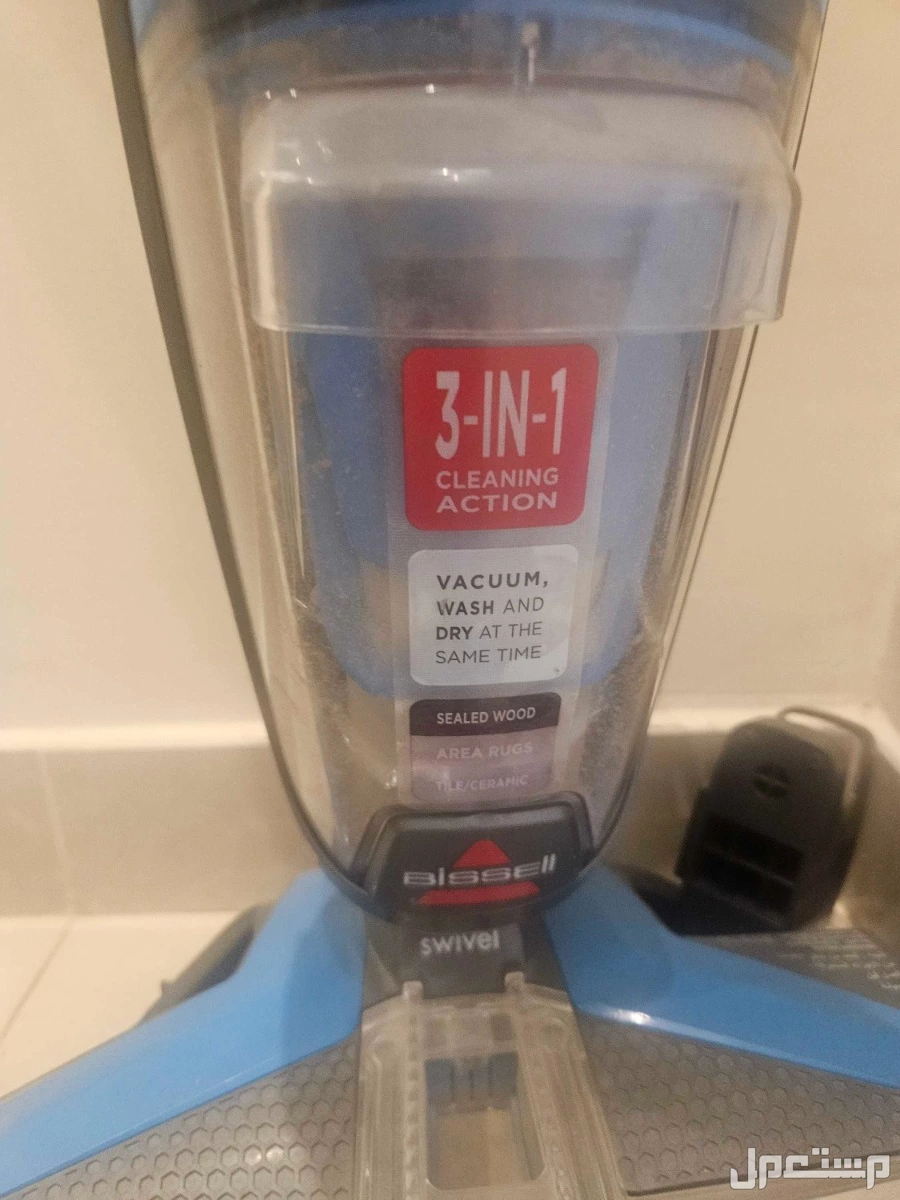 3-IN-1
CLEANING
ACTION
VACUUM,
WASH AND
DRY AT THE
SAME TIME
SEALED WOOD
AREA RUGS
TILE/CERAMIC
BISSELL
swivel
مستعمل